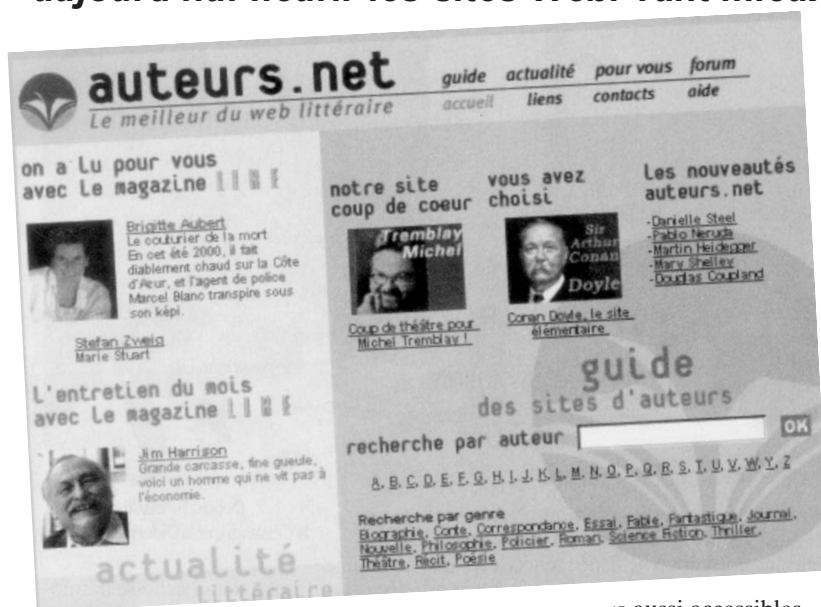 aujourd'hui nourrir les sites Web. Tant mieux
auteurs.net
Le meilleur du web littéraire
guide actualité pour vous forum
accueil liens contacts aide
on a lu pour vous
avec le magazine LIRE
Brigitte Aubert
Le couturier de la mort
En cet été 2000, il fait
diablement chaud sur la Côte
d'Azur, et l'agent de police
Marcel Blanc transpire sous
son képi.
Stefan Zweig
Marie Stuart
L'entretien du mois
avec le magazine LIRE
Jim Harrison
Grande carcasse, fine gueule,
voici un homme qui ne vit pas à
l'économie.
actualité
littéraire
notre site
coup de coeur
Tremblay
Michel
Coup de théâtre pour
Michel Tremblay !
vous avez
choisi
Sir
Arthur
Conan
Doyle
Conan Doyle, le site
élémentaire
Les nouveautés
auteurs.net
-Danielle Steel
-Pablo Neruda
-Martin Heidegger
-Mary Shelley
-Douglas Coupland
guide
des sites d'auteurs
recherche par auteur OK
A, B, C, D, E, F, G, H, I, J, K, L, M, N, O, P, Q, R, S, T, U, V, W, Y, Z
Recherche par genre
Biographie, Conte, Correspondance, Essai, Fable, Fantastique, Journal,
Nouvelle, Philosophie, Policier, Roman, Science Fiction, Thriller,
Théâtre, Récit, Poésie
aussi accessibles